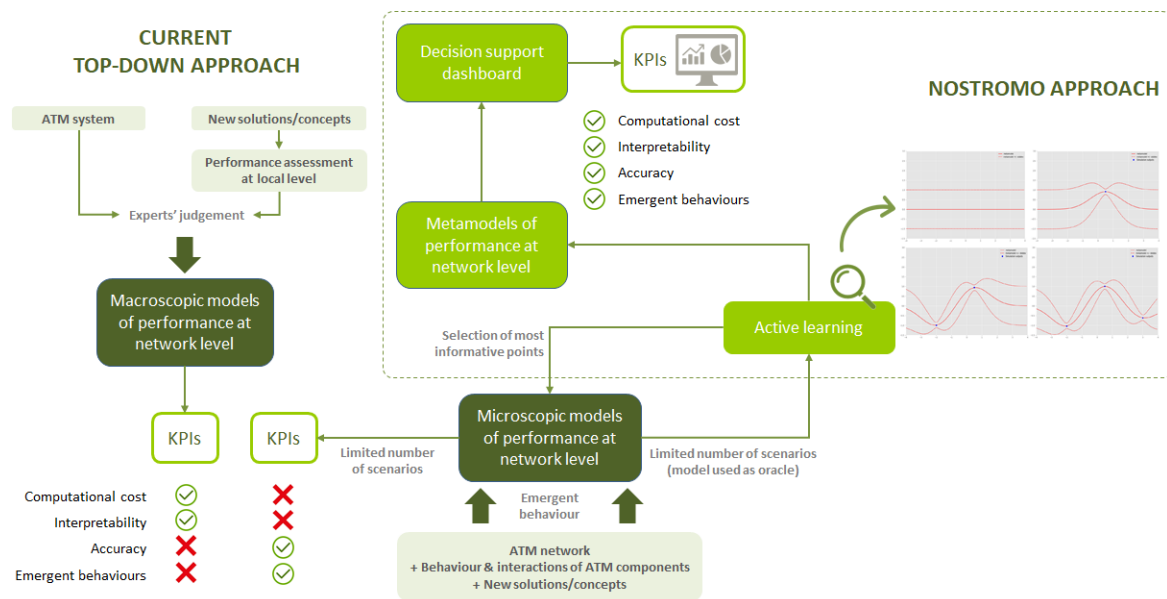 CURRENT
TOP-DOWN APPROACH
ATM system
New solutions/concepts
Performance assessment
at local level
Experts' judgement
Macroscopic models
of performance at
network level
KPIs
KPIs
Computational cost
Interpretability
Accuracy
Emergent behaviours
Limited number
of scenarios
Decision support
dashboard
KPIs
Computational cost
Interpretability
Accuracy
Emergent behaviours
NOSTROMO APPROACH
Metamodels of
performance at
network level
Active learning
Selection of most
informative points
Microscopic models
of performance at
network level
Limited number of scenarios
(model used as oracle)
Emergent
behaviour
ATM network
+ Behaviour & interactions of ATM components
+ New solutions/concepts